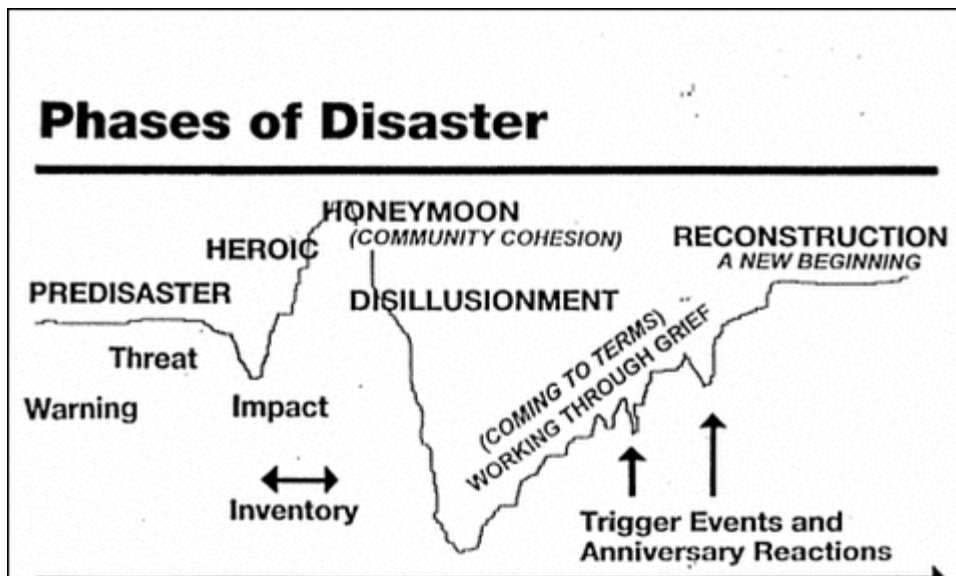 Phases of Disaster
HONEYMOON
(COMMUNITY COHESION)
HEROIC
RECONSTRUCTION
A NEW BEGINNING
PREDISASTER
DISILLUSIONMENT
Threat
Warning
Impact
(COMING TO TERMS)
WORKING THROUGH GRIEF
Inventory
Trigger Events and
Anniversary Reactions